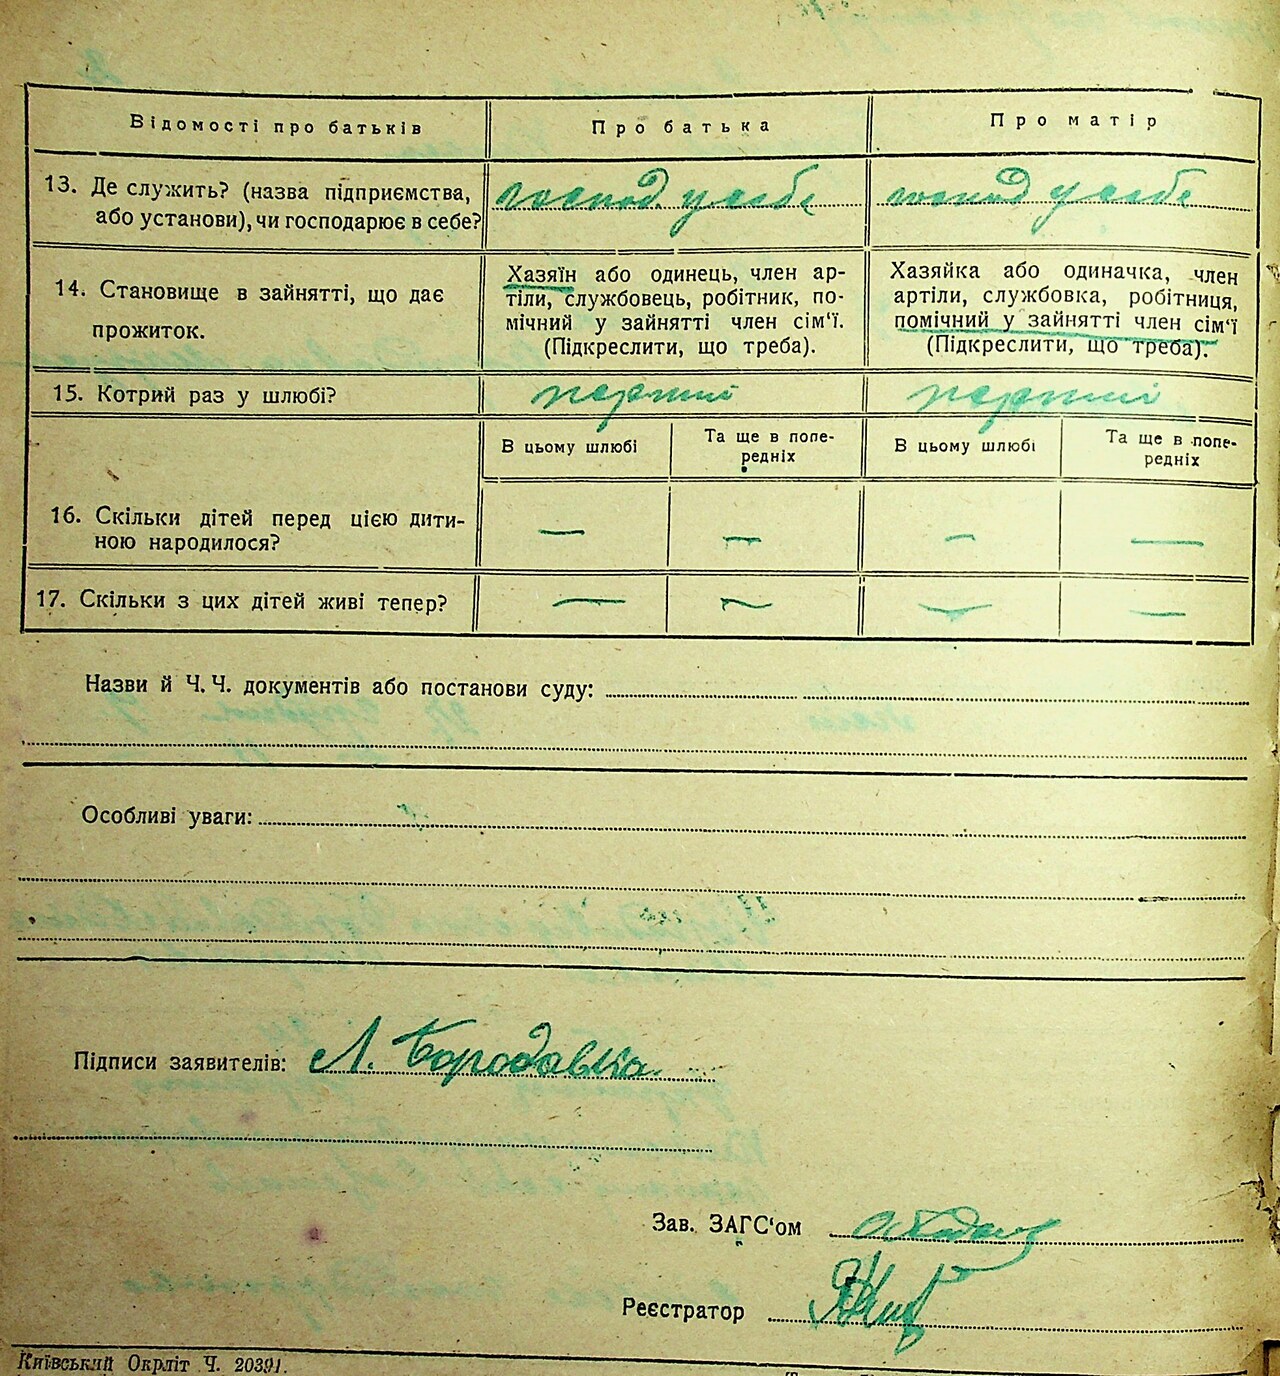 Відомості про батьків
Про батька
Про матір
13. Де служить? (назва підприємства,
або установи), чи господарює в себе?
господ у себе
господ у себе
14. Становище в зайнятті, що дає
прожиток.
Хазяїн або одинець, член ар-
тіли, службовець, робітник, по-
мічний у зайнятті член сім‘ї.
(Підкреслити, що треба).
Хазяйка або одиначка, член
артіли, службовка, робітниця,
помічний у зайнятті член сім‘ї
(Підкреслити, що треба).
15. Котрий раз у шлюбі?
перший
перший
В цьому шлюбі
Та ще в попе-
редніх
В цьому шлюбі
Та ще в попе-
редніх
16. Скільки дітей перед цією дити-
ною народилося?
— — — —
17. Скільки з цих дітей живі тепер?
— — — —
Назви й Ч. Ч. документів або постанови суду:
Особливі уваги:
Підписи заявителів: Л. Бородавка
Зав. ЗАГС‘ом
Реєстратор
Київський Окрліт Ч. 20391.